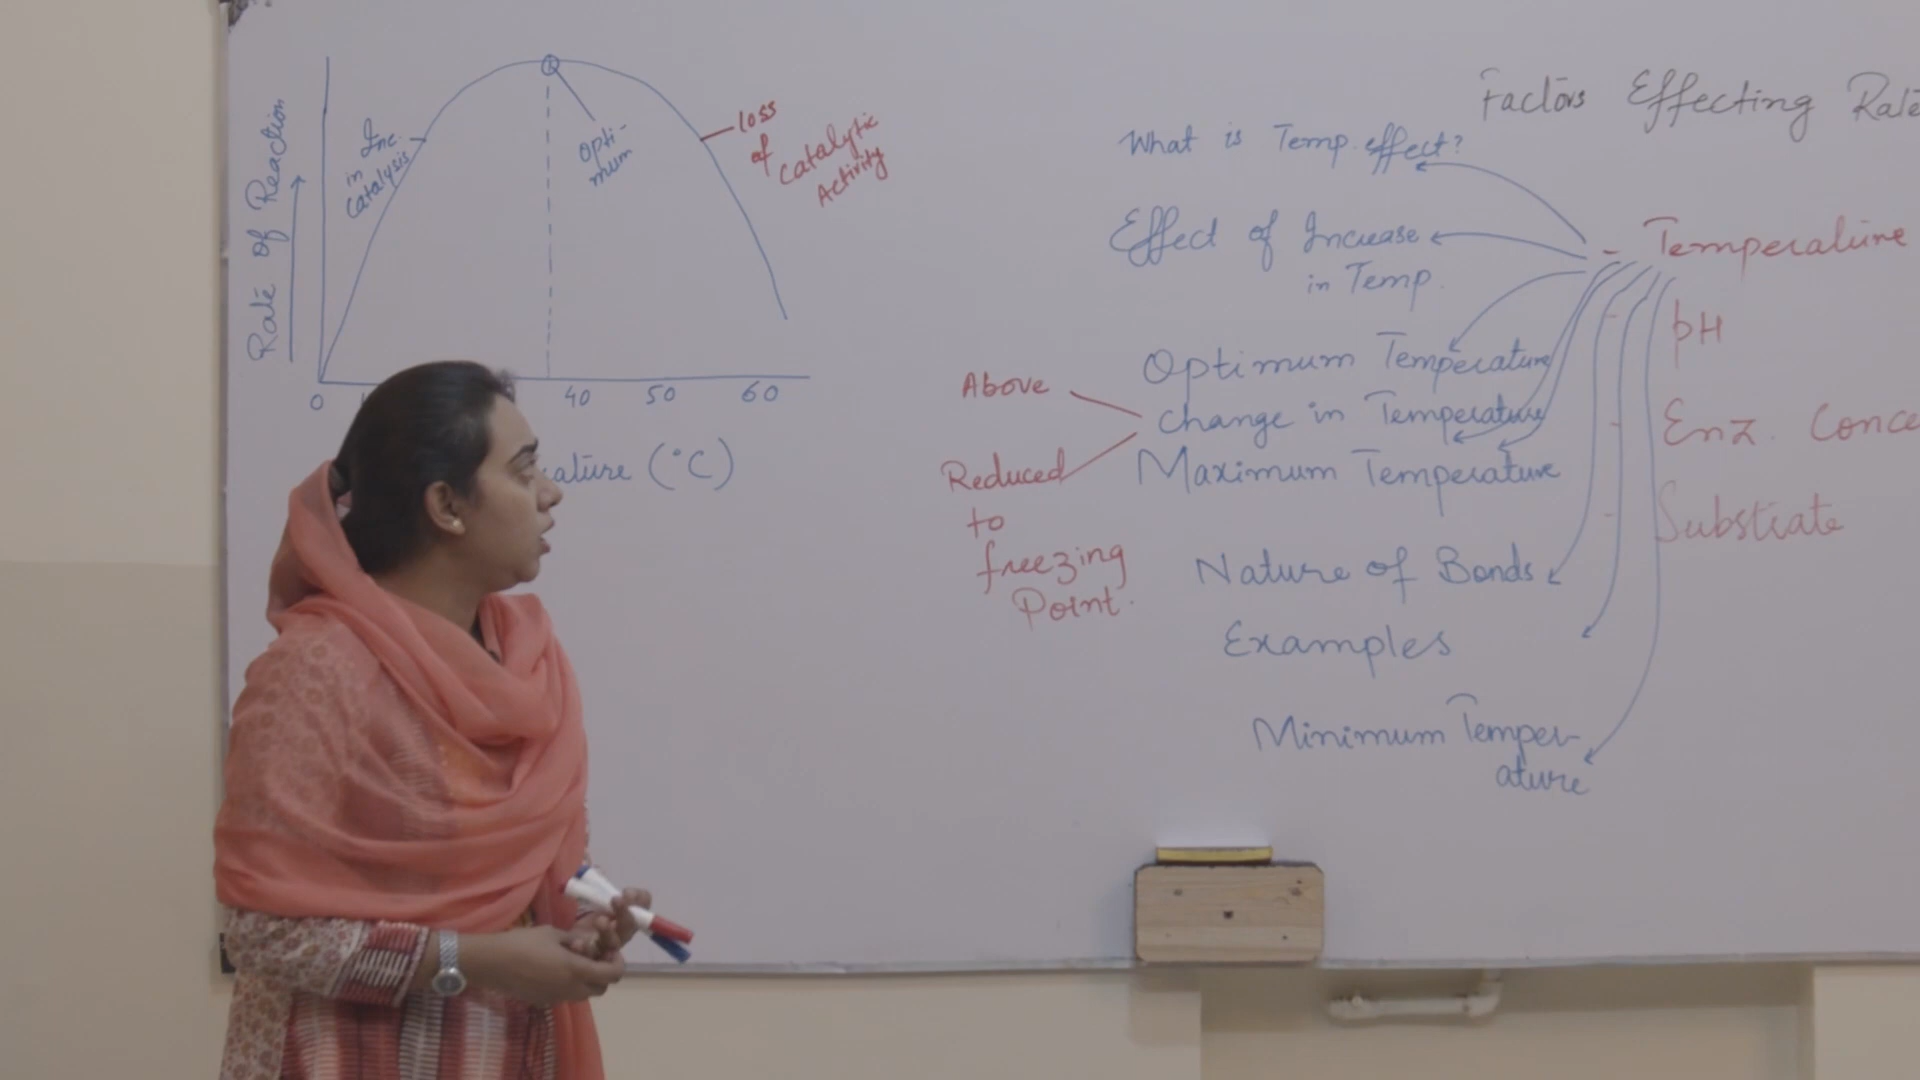 Rate of Reaction
Inc.
in
catalysis
Opti-
mum
loss
of
Catalytic
Activity
0
40
50
60
ature (°C)
Factors Effecting Rate
What is Temp. effect?
Effect of Increase
in Temp.
Optimum Temperature
Change in Temperature
Maximum Temperature
Above
Reduced
to
freezing
Point.
Nature of Bonds
Examples
Minimum Temper-
ature
- Temperature
- pH
- Enz. Conce
- Substrate